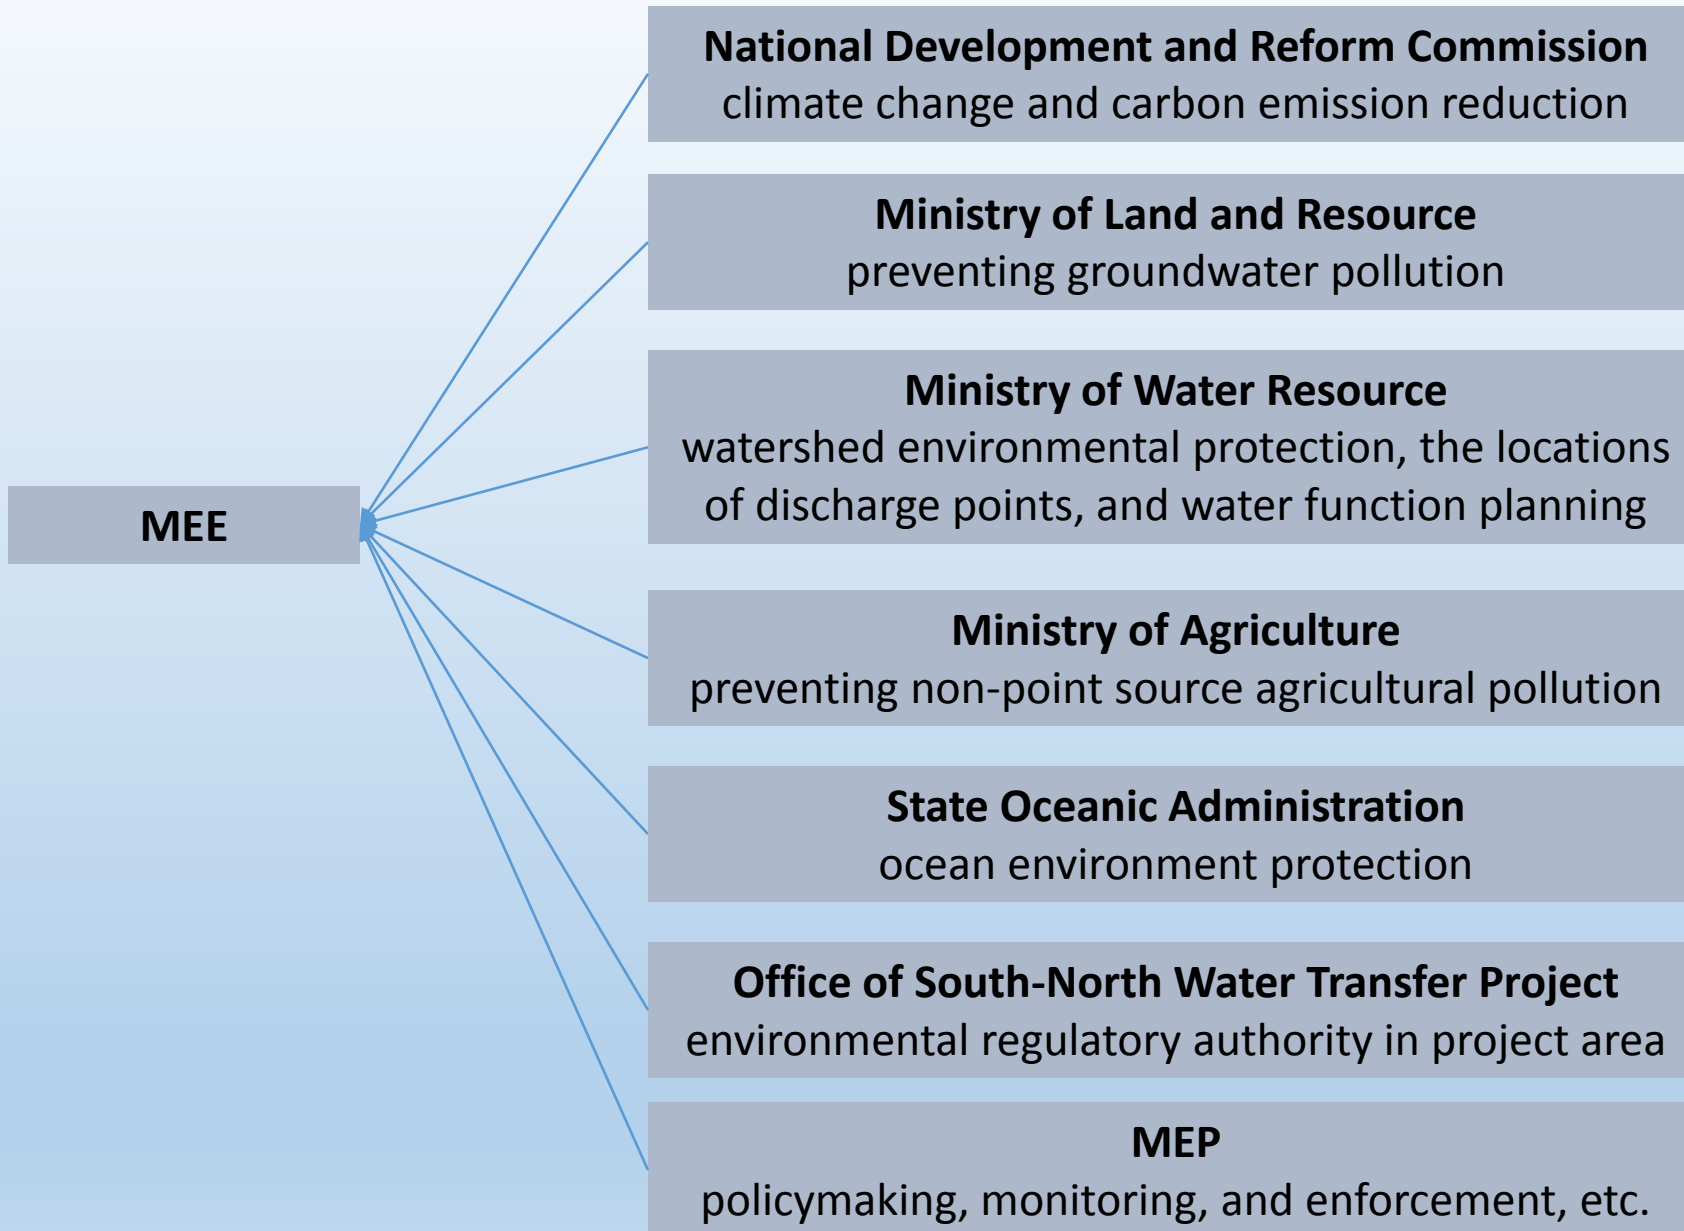 National Development and Reform Commission
climate change and carbon emission reduction
Ministry of Land and Resource
preventing groundwater pollution
Ministry of Water Resource
watershed environmental protection, the locations
of discharge points, and water function planning
MEE
Ministry of Agriculture
preventing non-point source agricultural pollution
State Oceanic Administration
ocean environment protection
Office of South-North Water Transfer Project
environmental regulatory authority in project area
MEP
policymaking, monitoring, and enforcement, etc.